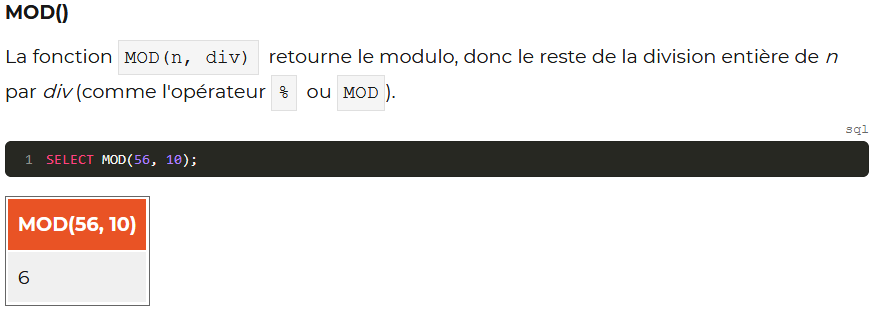 MOD()
La fonction MOD(n, div) retourne le modulo, donc le reste de la division entière de n
par div (comme l'opérateur % ou MOD ).
sql
1 SELECT MOD(56, 10);
MOD(56, 10)
6